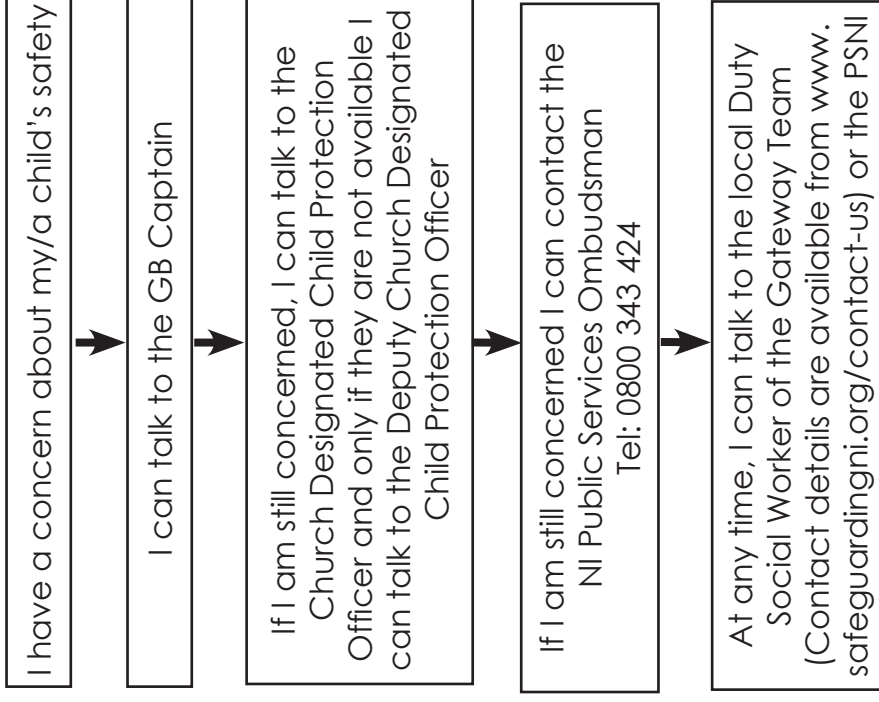 I have a concern about my/a child's safety
I can talk to the GB Captain
If I am still concerned, I can talk to the
Church Designated Child Protection
Officer and only if they are not available I
can talk to the Deputy Church Designated
Child Protection Officer
If I am still concerned I can contact the
NI Public Services Ombudsman
Tel: 0800 343 424
At any time, I can talk to the local Duty
Social Worker of the Gateway Team
(Contact details are available from www.
safeguardingni.org/contact-us) or the PSNI